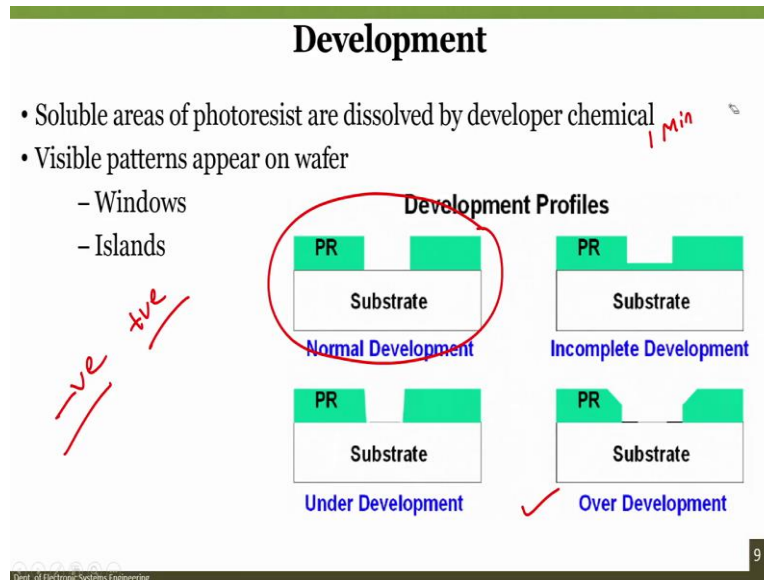 Development
• Soluble areas of photoresist are dissolved by developer chemical
1 Min
• Visible patterns appear on wafer
– Windows
– Islands
Development Profiles
PR
Substrate
Normal Development
PR
Substrate
Incomplete Development
+ve
-ve
PR
Substrate
Under Development
PR
Substrate
Over Development
9
Dept. of Electronic Systems Engineering